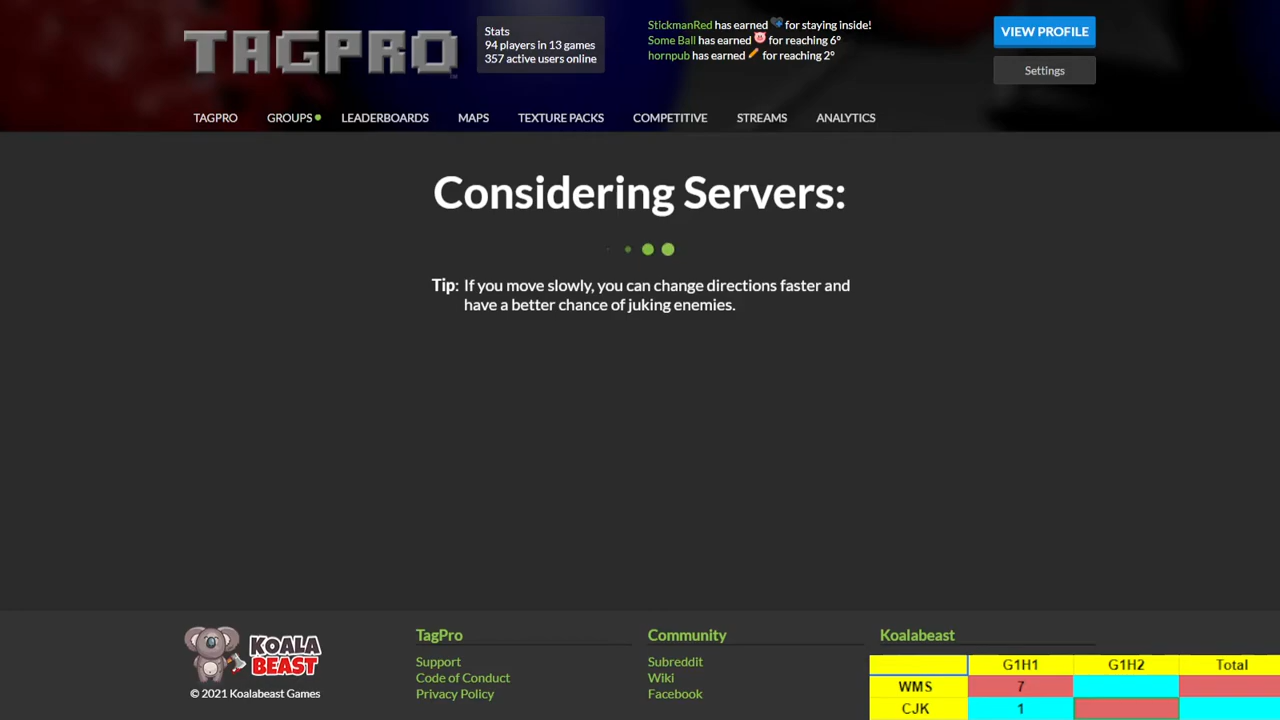 TAGPRO
Stats
94 players in 13 games
357 active users online
StickmanRed has earned for staying inside!
Some Ball has earned for reaching 6°
hornpub has earned for reaching 2°
VIEW PROFILE
Settings
TAGPRO GROUPS LEADERBOARDS MAPS TEXTURE PACKS COMPETITIVE STREAMS ANALYTICS
Considering Servers:
Tip: If you move slowly, you can change directions faster and
have a better chance of juking enemies.
KOALA
BEAST
© 2021 Koalabeast Games
TagPro
Support
Code of Conduct
Privacy Policy
Community
Subreddit
Wiki
Facebook
Koalabeast
G1H1 G1H2 Total
WMS 7
CJK 1